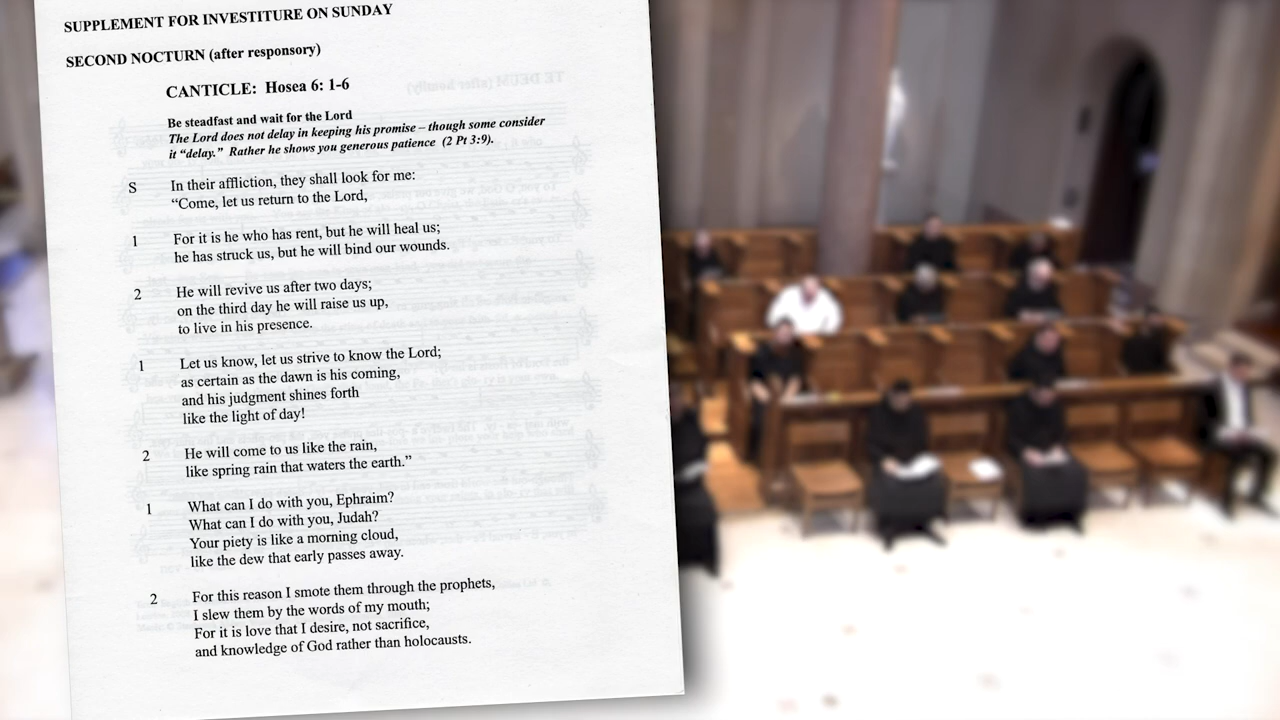 SUPPLEMENT FOR INVESTITURE ON SUNDAY
SECOND NOCTURN (after responsory)
CANTICLE: Hosea 6: 1-6
Be steadfast and wait for the Lord
The Lord does not delay in keeping his promise – though some consider
it “delay.” Rather he shows you generous patience (2 Pt 3:9).
S In their affliction, they shall look for me:
“Come, let us return to the Lord,
1 For it is he who has rent, but he will heal us;
he has struck us, but he will bind our wounds.
2 He will revive us after two days;
on the third day he will raise us up,
to live in his presence.
1 Let us know, let us strive to know the Lord;
as certain as the dawn is his coming,
and his judgment shines forth
like the light of day!
2 He will come to us like the rain,
like spring rain that waters the earth.”
1 What can I do with you, Ephraim?
What can I do with you, Judah?
Your piety is like a morning cloud,
like the dew that early passes away.
2 For this reason I smote them through the prophets,
I slew them by the words of my mouth;
For it is love that I desire, not sacrifice,
and knowledge of God rather than holocausts.